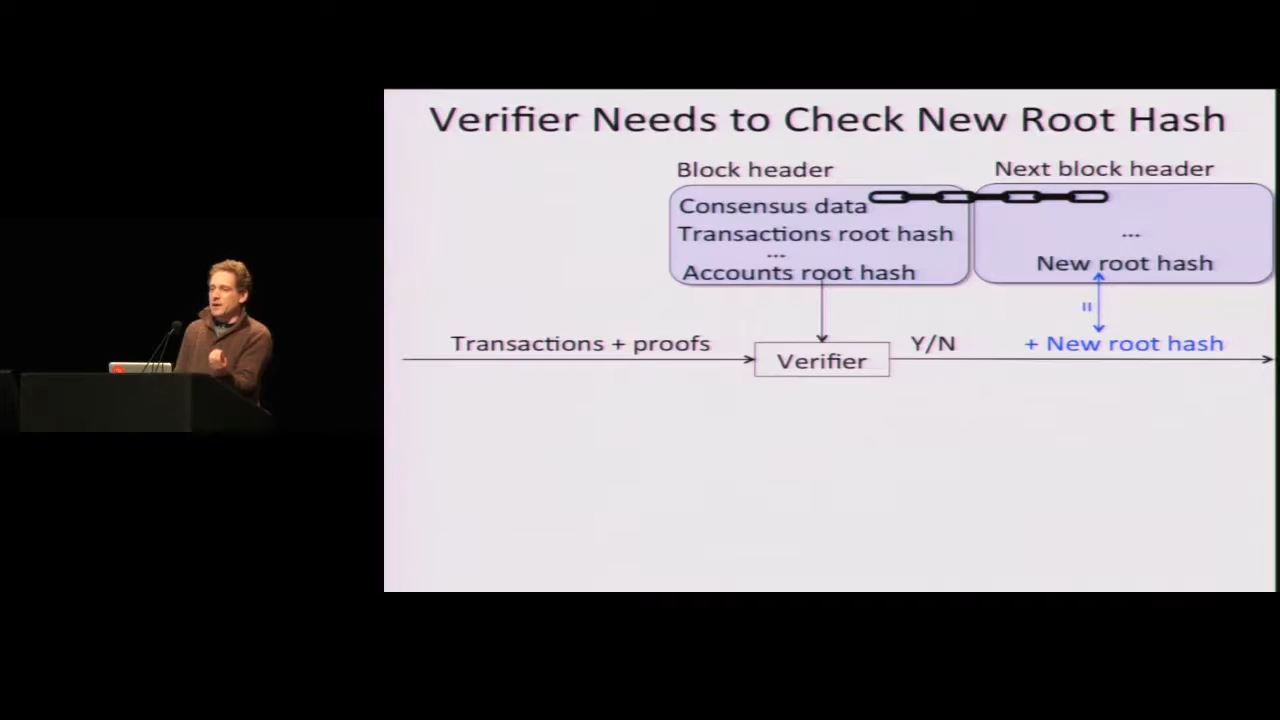 Verifier Needs to Check New Root Hash
Block header
Next block header
Consensus data
Transactions root hash
...
Accounts root hash
...
New root hash
=
Transactions + proofs
Verifier
Y/N
+ New root hash